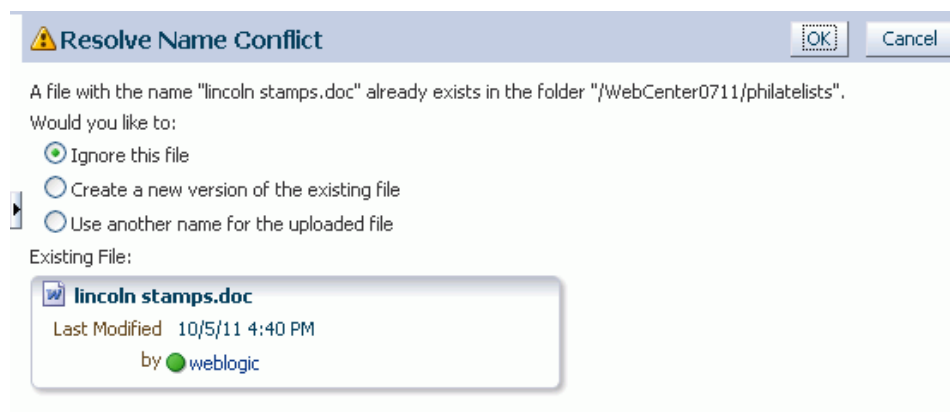 Resolve Name Conflict
OK Cancel
A file with the name "lincoln stamps.doc" already exists in the folder "/WebCenter0711/philatelists".
Would you like to:
Ignore this file
Create a new version of the existing file
Use another name for the uploaded file
Existing File:
lincoln stamps.doc
Last Modified 10/5/11 4:40 PM
by weblogic